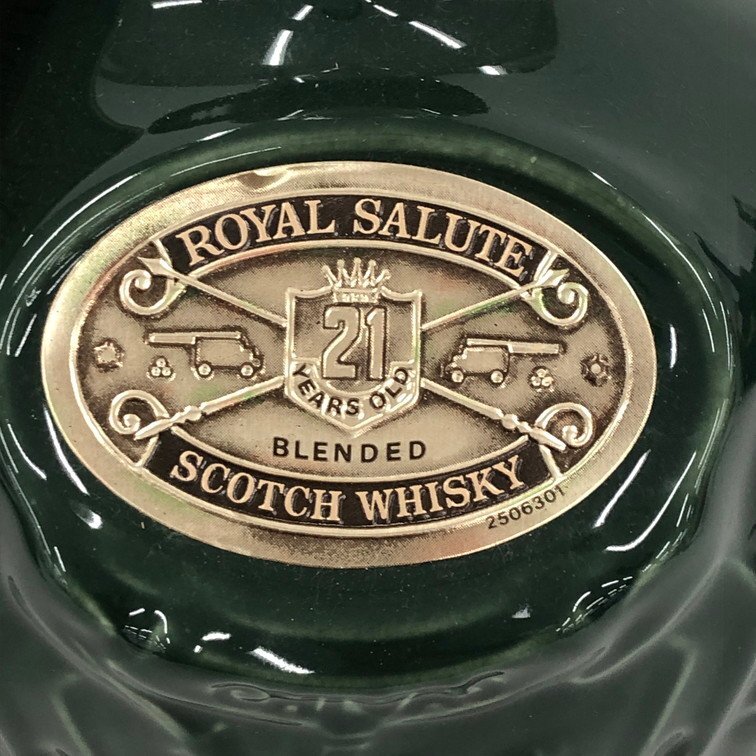 ROYAL SALUTE
21
YEARS OLD
BLENDED
SCOTCH WHISKY
2506301